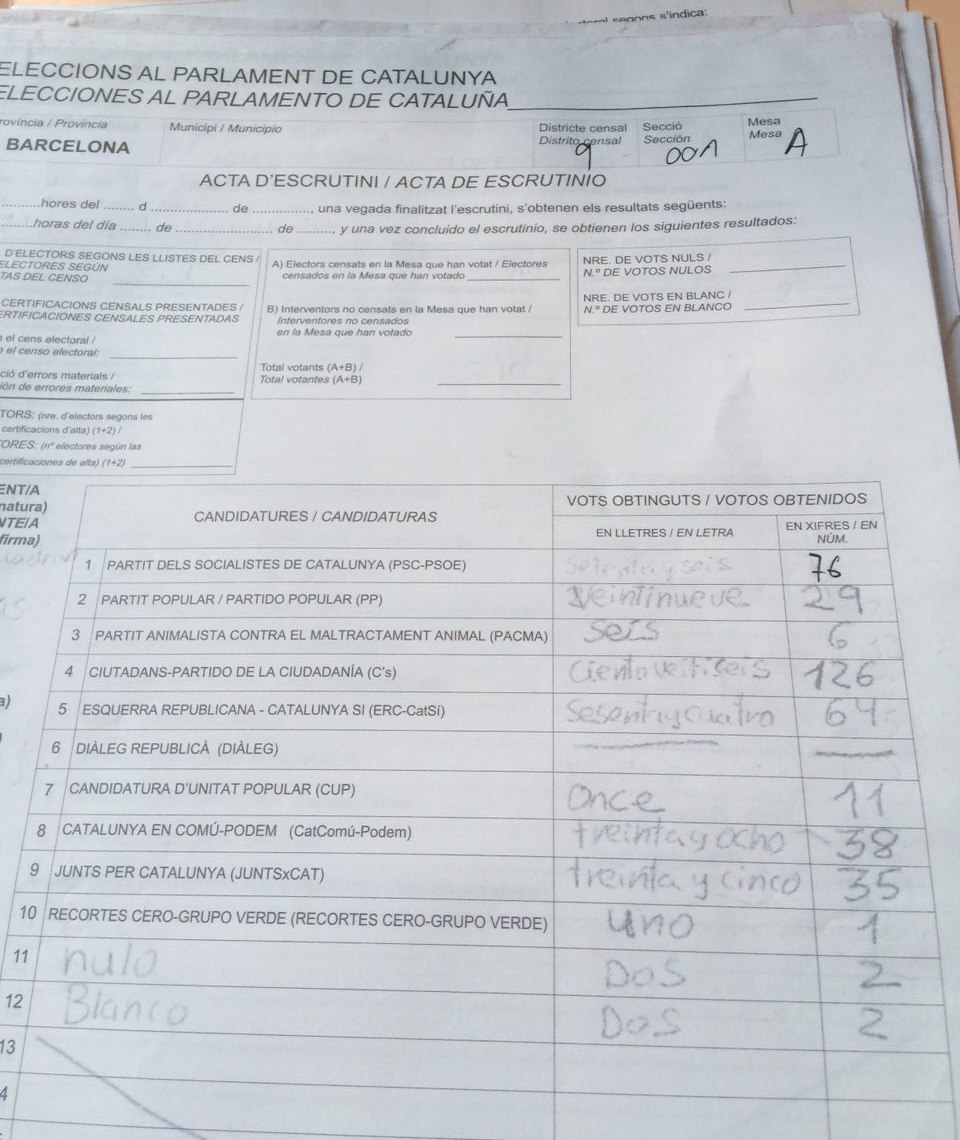 segons s'indica:
ELECCIONS AL PARLAMENT DE CATALUNYA
ELECCIONES AL PARLAMENTO DE CATALUÑA
rovíncia / Provincia
Municipi / Municipio
Districte censal
Distrito censal
Secció
Sección
Mesa
Mesa
BARCELONA
9
001
A
ACTA D'ESCRUTINI / ACTA DE ESCRUTINIO
..........hores del ........ d .................... de ..............., una vegada finalitzat l'escrutini, s'obtenen els resultats següents:
........horas del día ........ de ......................... de ........., y una vez concluido el escrutinio, se obtienen los siguientes resultados:
D'ELECTORS SEGONS LES LLISTES DEL CENS /
ELECTORES SEGÚN
TAS DEL CENSO
CERTIFICACIONS CENSALS PRESENTADES /
ERTIFICACIONES CENSALES PRESENTADAS
n el cens electoral /
n el censo electoral:
ció d'errors materials /
ión de errores materiales:
TORS: (nre. d'electors segons les
certificacions d'alta) (1+2) /
ORES: (nº electores según las
certificaciones de alta) (1+2)
A) Electors censats en la Mesa que han votat / Electores
censados en la Mesa que han votado
B) Interventors no censats en la Mesa que han votat /
Interventores no censados
en la Mesa que han votado
Total votants (A+B) /
Total votantes (A+B)
NRE. DE VOTS NULS /
N.º DE VOTOS NULOS
NRE. DE VOTS EN BLANC /
N.º DE VOTOS EN BLANCO
ENT/A
natura)
NTE/A
firma)
CANDIDATURES / CANDIDATURAS
VOTS OBTINGUTS / VOTOS OBTENIDOS
EN LLETRES / EN LETRA
EN XIFRES / EN
NÚM.
1 PARTIT DELS SOCIALISTES DE CATALUNYA (PSC-PSOE) Setenta y seis 76
2 PARTIT POPULAR / PARTIDO POPULAR (PP) Veintinueve 29
3 PARTIT ANIMALISTA CONTRA EL MALTRACTAMENT ANIMAL (PACMA) Seis 6
4 CIUTADANS-PARTIDO DE LA CIUDADANÍA (C's) 126
5 ESQUERRA REPUBLICANA - CATALUNYA SI (ERC-CatSí) Sesenta y cuatro 64
6 DIÀLEG REPUBLICÀ (DIÀLEG)
7 CANDIDATURA D'UNITAT POPULAR (CUP) Once 11
8 CATALUNYA EN COMÚ-PODEM (CatComú-Podem) treinta y ocho 38
9 JUNTS PER CATALUNYA (JUNTSxCAT) treinta y cinco 35
10 RECORTES CERO-GRUPO VERDE (RECORTES CERO-GRUPO VERDE) uno 1
11 nulo Dos 2
12 Blanco Dos 2
13
4